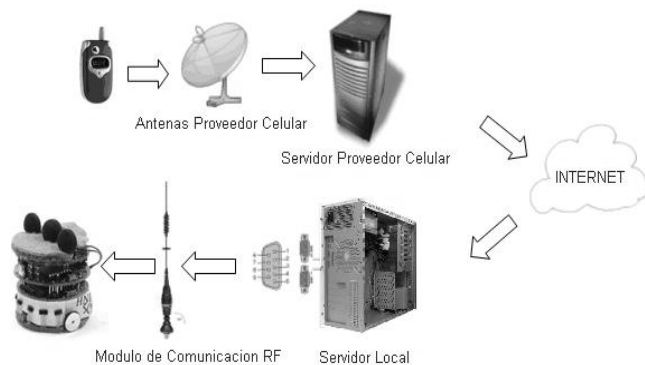 Antenas Proveedor Celular
Servidor Proveedor Celular
INTERNET
Modulo de Comunicacion RF
Servidor Local